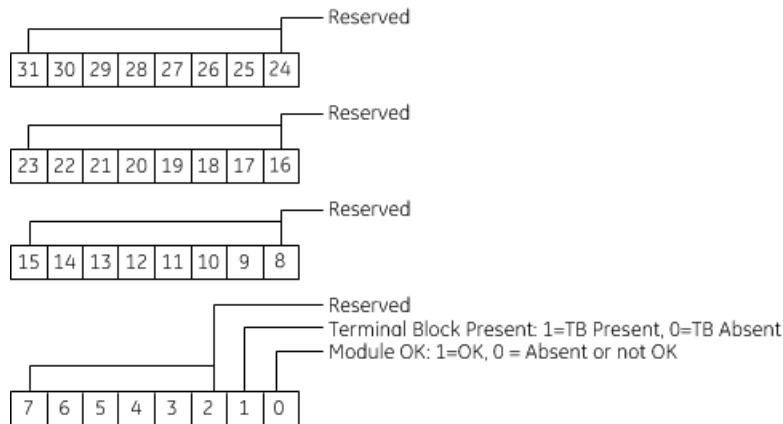 Reserved
31 30 29 28 27 26 25 24
Reserved
23 22 21 20 19 18 17 16
Reserved
15 14 13 12 11 10 9 8
Reserved
Terminal Block Present: 1=TB Present, 0=TB Absent
Module OK: 1=OK, 0 = Absent or not OK
7 6 5 4 3 2 1 0